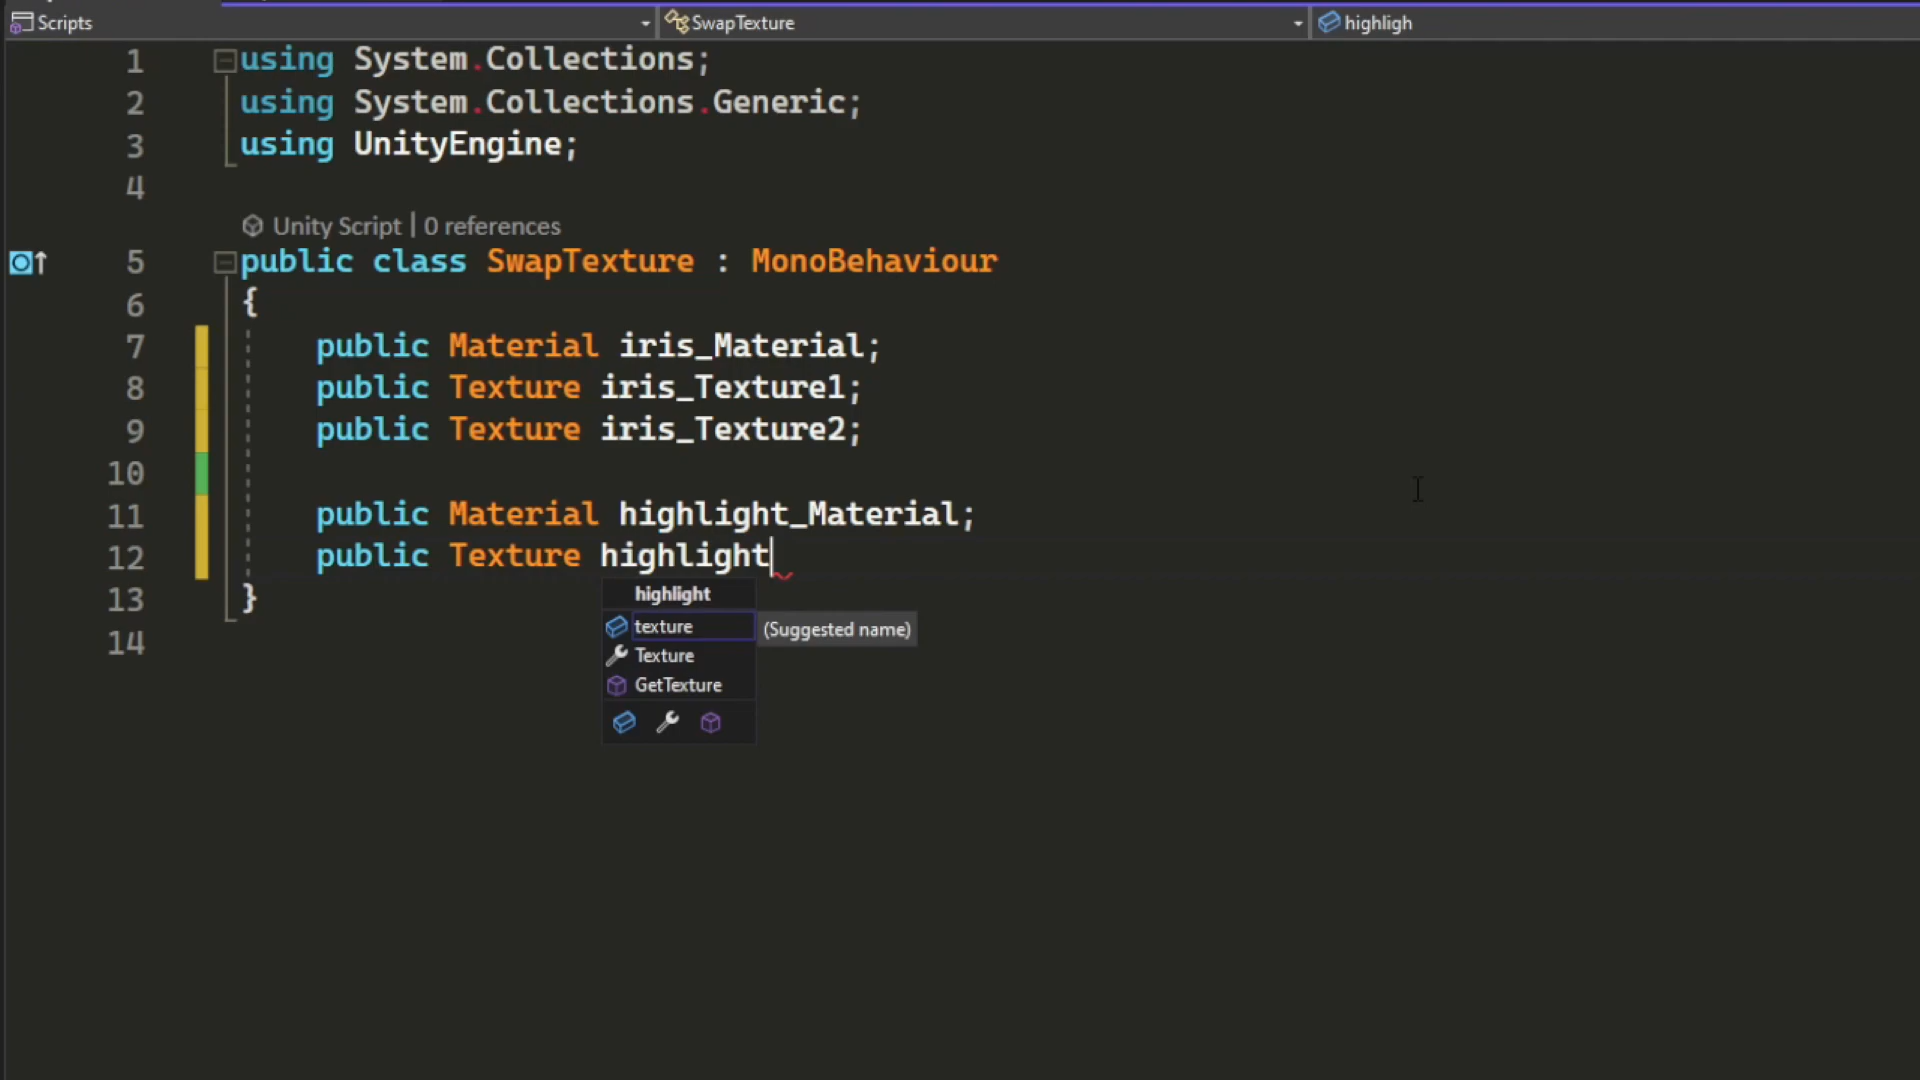 Scripts SwapTexture highligh
1 using System.Collections;
2 using System.Collections.Generic;
3 using UnityEngine;
4
Unity Script | 0 references
5 public class SwapTexture : MonoBehaviour
6 {
7 public Material iris_Material;
8 public Texture iris_Texture1;
9 public Texture iris_Texture2;
10
11 public Material highlight_Material;
12 public Texture highlight
13 }
highlight
texture (Suggested name)
14
Texture
GetTexture